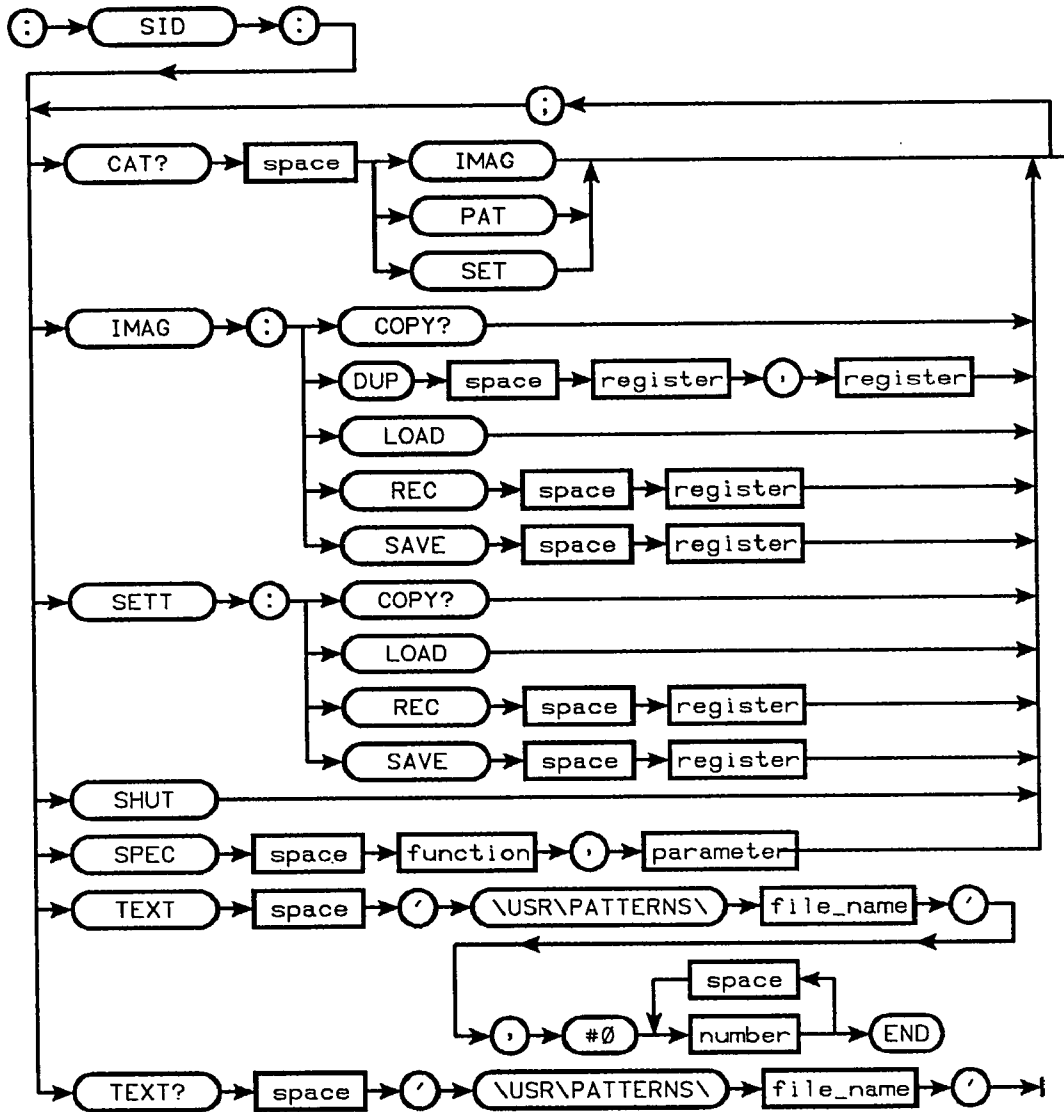 : SID :
;
CAT? space IMAG
PAT
SET
IMAG : COPY?
DUP space register , register
LOAD
REC space register
SAVE space register
SETT : COPY?
LOAD
REC space register
SAVE space register
SHUT
SPEC space function , parameter
TEXT space ' \USR\PATTERNS\ file_name '
space
, #0 number END
TEXT? space ' \USR\PATTERNS\ file_name '